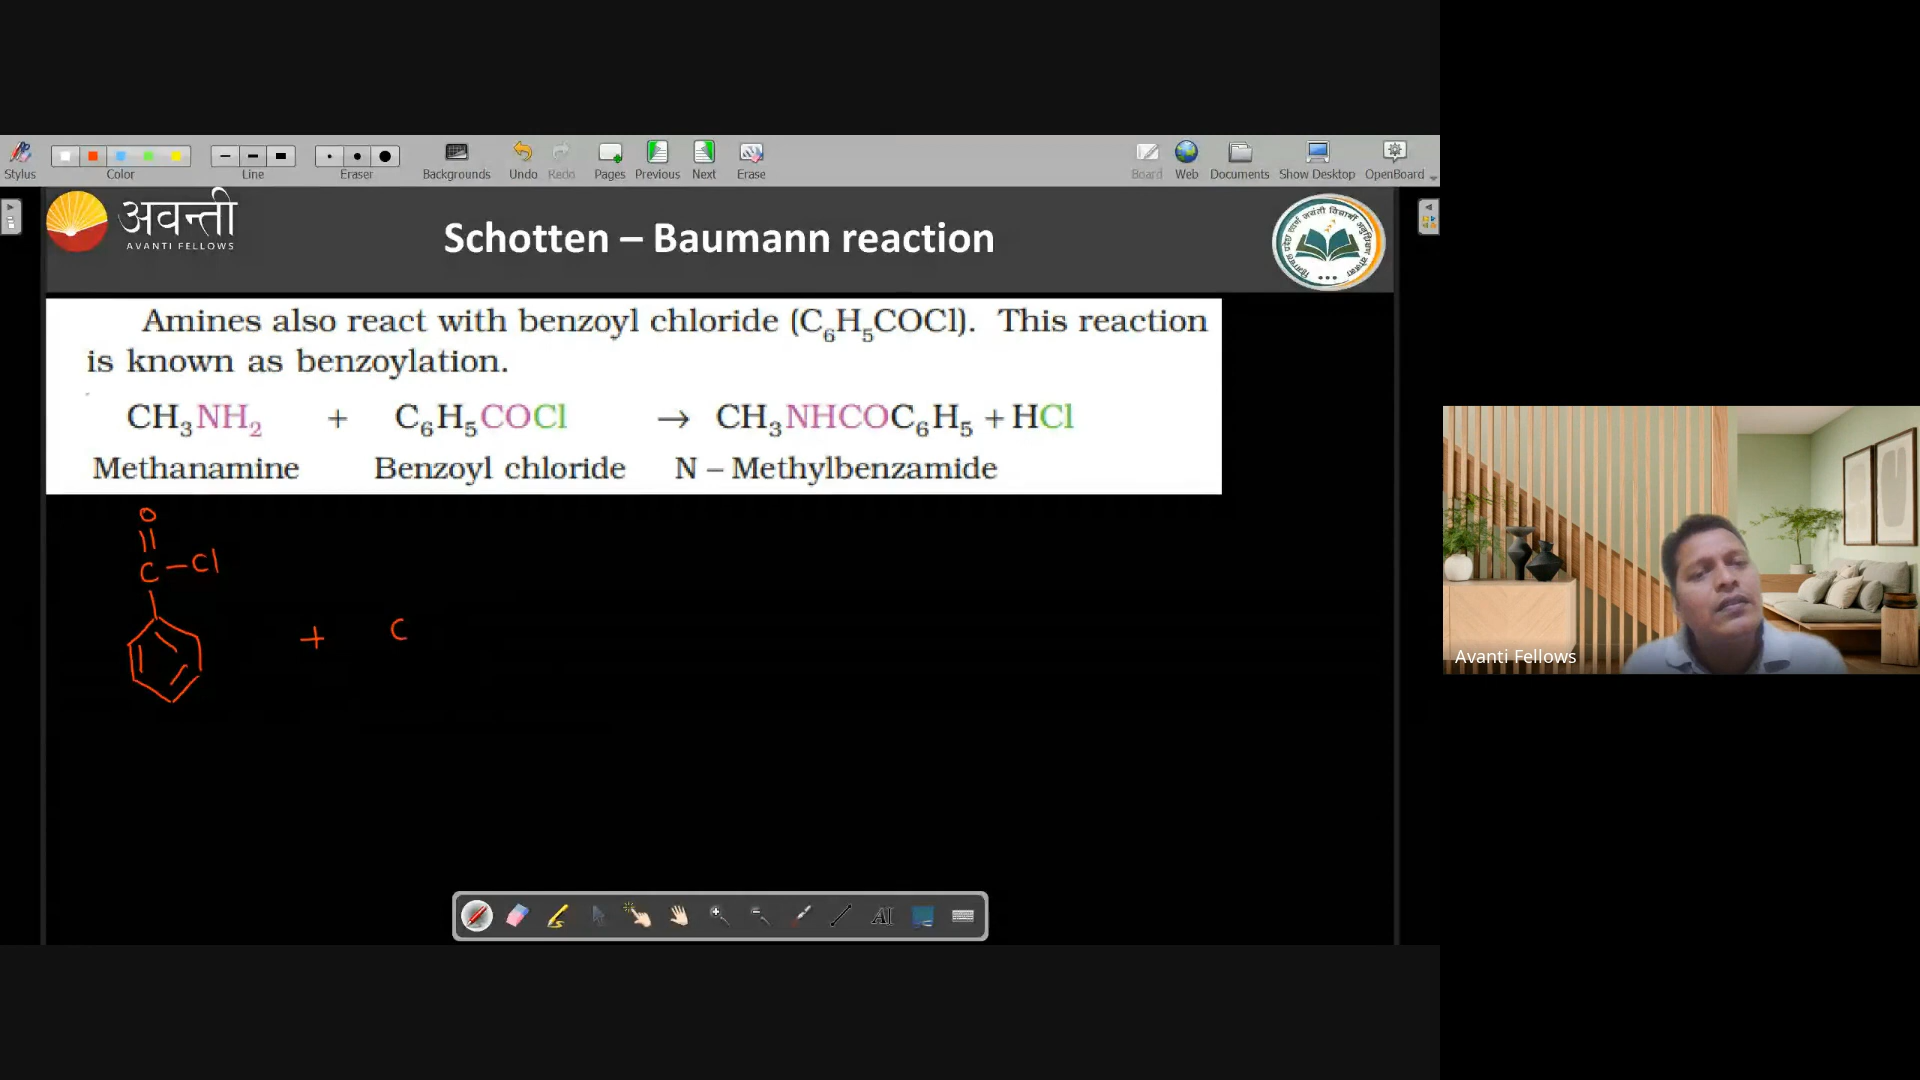 Stylus Color Line Eraser Backgrounds Undo Redo Pages Previous Next Erase Board Web Documents Show Desktop OpenBoard
अवन्ती
AVANTI FELLOWS
Schotten – Baumann reaction
Amines also react with benzoyl chloride (C₆H₅COCl). This reaction
is known as benzoylation.
CH₃NH₂ + C₆H₅COCl → CH₃NHCOC₆H₅ + HCl
Methanamine Benzoyl chloride N – Methylbenzamide
O
C – Cl
+ C
Avanti Fellows
AI